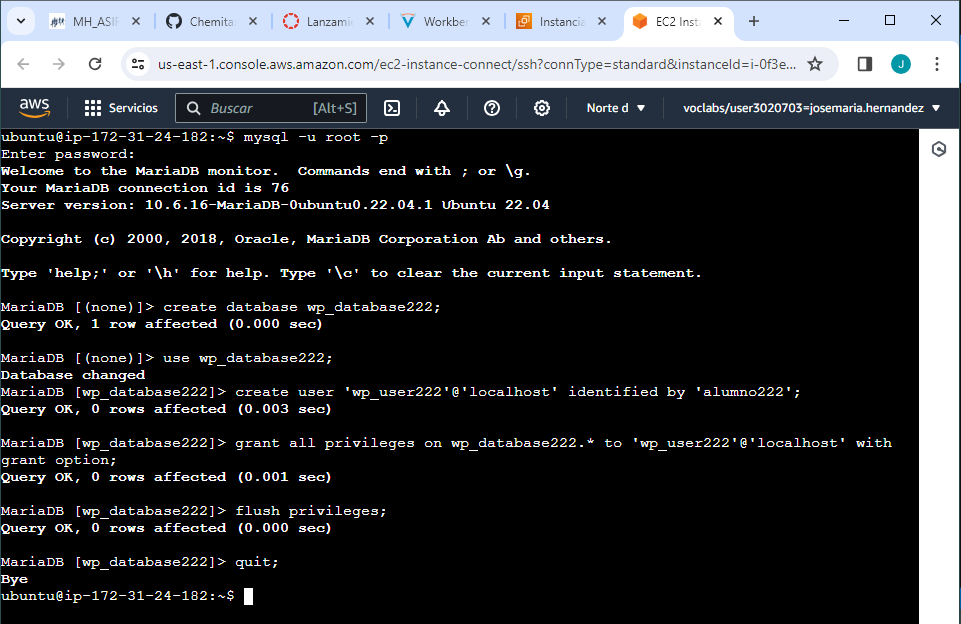 MH_ASIF
Chemita
Lanzamie
Workber
Instancia
EC2 Inst
us-east-1.console.aws.amazon.com/ec2-instance-connect/ssh?connType=standard&instanceId=i-0f3e...
J
aws
Servicios
Buscar
[Alt+S]
Norte d
voclabs/user3020703=josemaria.hernandez
ubuntu@ip-172-31-24-182:~$ mysql -u root -p
Enter password:
Welcome to the MariaDB monitor.  Commands end with ; or \g.
Your MariaDB connection id is 76
Server version: 10.6.16-MariaDB-0ubuntu0.22.04.1 Ubuntu 22.04
Copyright (c) 2000, 2018, Oracle, MariaDB Corporation Ab and others.
Type 'help;' or '\h' for help. Type '\c' to clear the current input statement.
MariaDB [(none)]> create database wp_database222;
Query OK, 1 row affected (0.000 sec)
MariaDB [(none)]> use wp_database222;
Database changed
MariaDB [wp_database222]> create user 'wp_user222'@'localhost' identified by 'alumno222';
Query OK, 0 rows affected (0.003 sec)
MariaDB [wp_database222]> grant all privileges on wp_database222.* to 'wp_user222'@'localhost' with
grant option;
Query OK, 0 rows affected (0.001 sec)
MariaDB [wp_database222]> flush privileges;
Query OK, 0 rows affected (0.000 sec)
MariaDB [wp_database222]> quit;
Bye
ubuntu@ip-172-31-24-182:~$